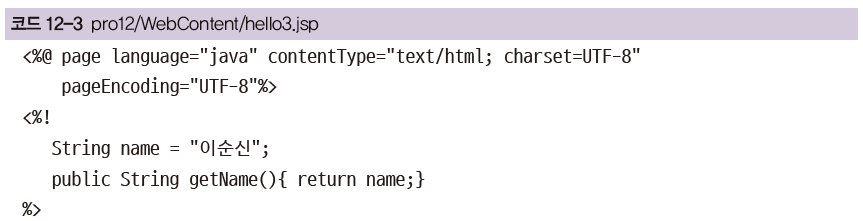 코드 12-3 pro12/WebContent/hello3.jsp
<%@ page language="java" contentType="text/html; charset=UTF-8"
    pageEncoding="UTF-8"%>
<%!
   String name = "이순신";
   public String getName(){ return name;}
%>